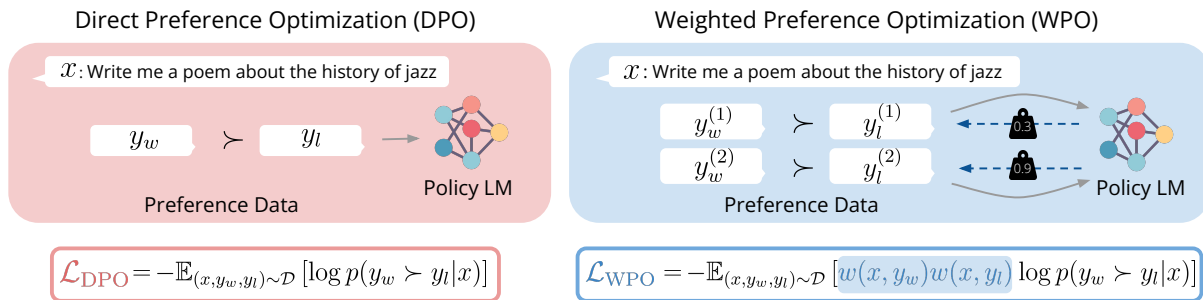 Direct Preference Optimization (DPO)
x: Write me a poem about the history of jazz
y_w ≻ y_l
Policy LM
Preference Data
ℒ_DPO = −𝔼_(x,y_w,y_l)∼𝒟 [log p(y_w ≻ y_l|x)]
Weighted Preference Optimization (WPO)
x: Write me a poem about the history of jazz
y_w^(1) ≻ y_l^(1) 0.3
y_w^(2) ≻ y_l^(2) 0.9
Policy LM
Preference Data
ℒ_WPO = −𝔼_(x,y_w,y_l)∼𝒟 [w(x, y_w)w(x, y_l) log p(y_w ≻ y_l|x)]